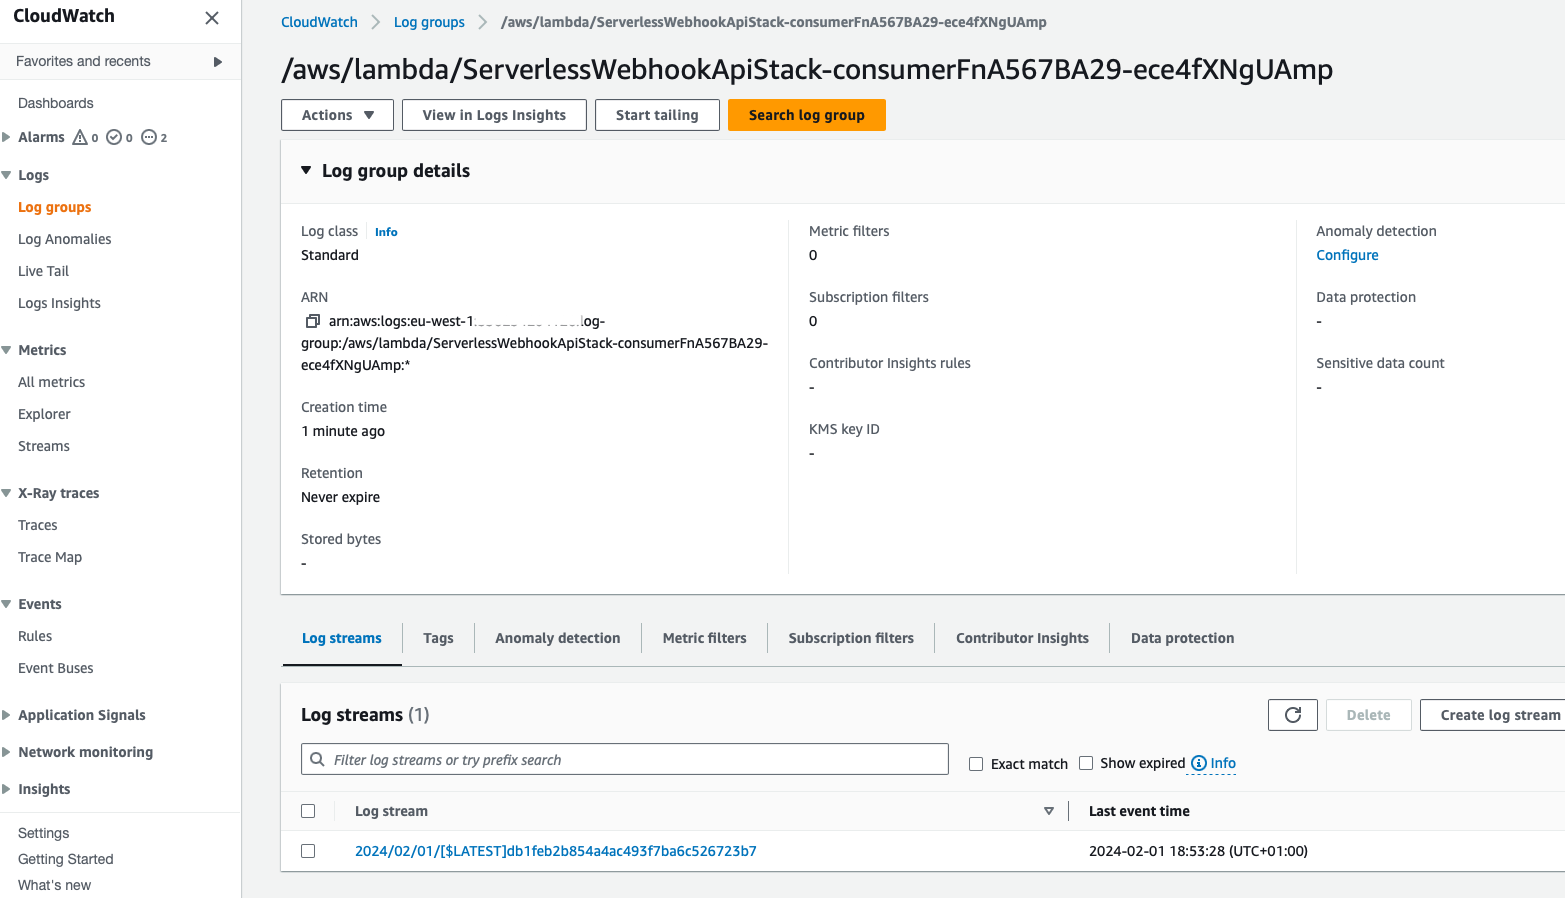 CloudWatch
Favorites and recents
Dashboards
Alarms 0 0 2
Logs
Log groups
Log Anomalies
Live Tail
Logs Insights
Metrics
All metrics
Explorer
Streams
X-Ray traces
Traces
Trace Map
Events
Rules
Event Buses
Application Signals
Network monitoring
Insights
Settings
Getting Started
What's new
CloudWatch Log groups /aws/lambda/ServerlessWebhookApiStack-consumerFnA567BA29-ece4fXNgUAmp
/aws/lambda/ServerlessWebhookApiStack-consumerFnA567BA29-ece4fXNgUAmp
Actions View in Logs Insights Start tailing Search log group
Log group details
Log class Info
Standard
ARN
arn:aws:logs:eu-west-1: log-
group:/aws/lambda/ServerlessWebhookApiStack-consumerFnA567BA29-
ece4fXNgUAmp:*
Creation time
1 minute ago
Retention
Never expire
Stored bytes
-
Metric filters
0
Subscription filters
0
Contributor Insights rules
-
KMS key ID
-
Anomaly detection
Configure
Data protection
-
Sensitive data count
-
Log streams Tags Anomaly detection Metric filters Subscription filters Contributor Insights Data protection
Log streams (1)
Delete Create log stream
Filter log streams or try prefix search
Exact match Show expired Info
Log stream Last event time
2024/02/01/[$LATEST]db1feb2b854a4ac493f7ba6c526723b7 2024-02-01 18:53:28 (UTC+01:00)